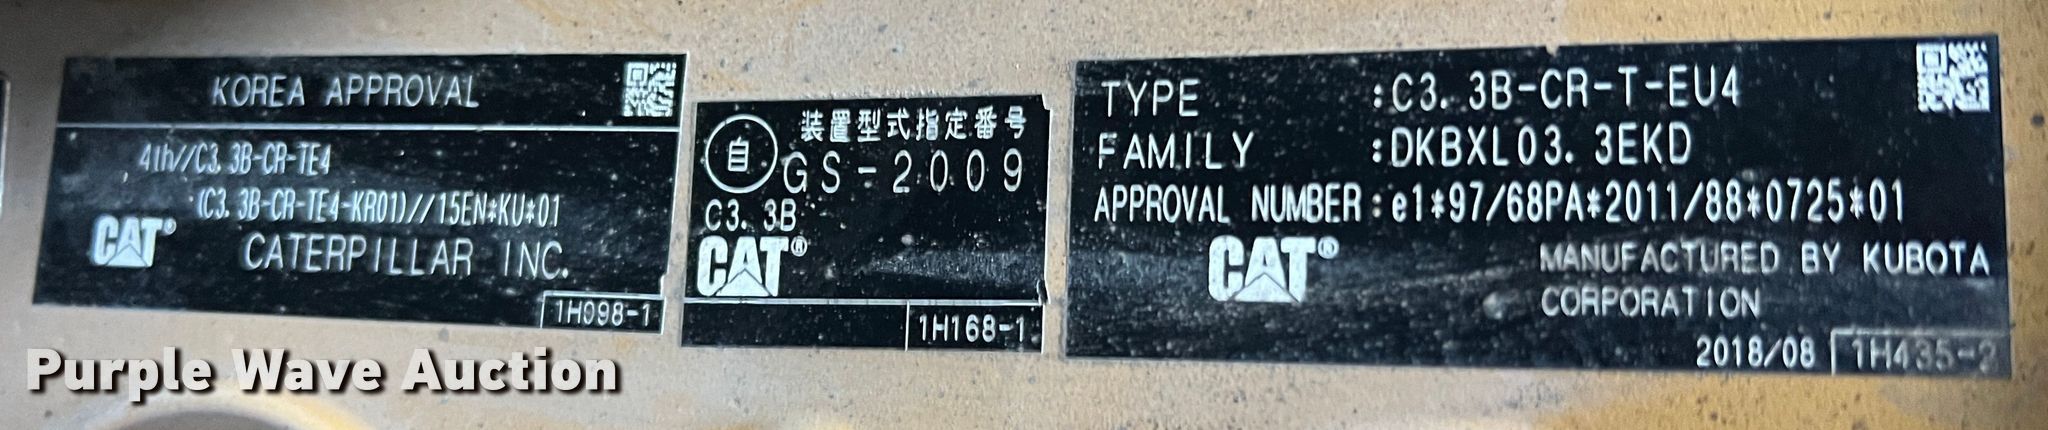 KOREA APPROVAL
4th//C3.3B-CR-TE4
(C3.3B-CR-TE4-KR01)//15EN*KU*01
CAT®
CATERPILLAR INC.
1H098-1
自
装置型式指定番号
GS-2009
C3.3B
CAT®
1H168-1
TYPE :C3.3B-CR-T-EU4
FAMILY :DKBXL03.3EKD
APPROVAL NUMBER:e1*97/68PA*2011/88*0725*01
CAT®
MANUFACTURED BY KUBOTA
CORPORATION
2018/08 1H435-2
Purple Wave Auction